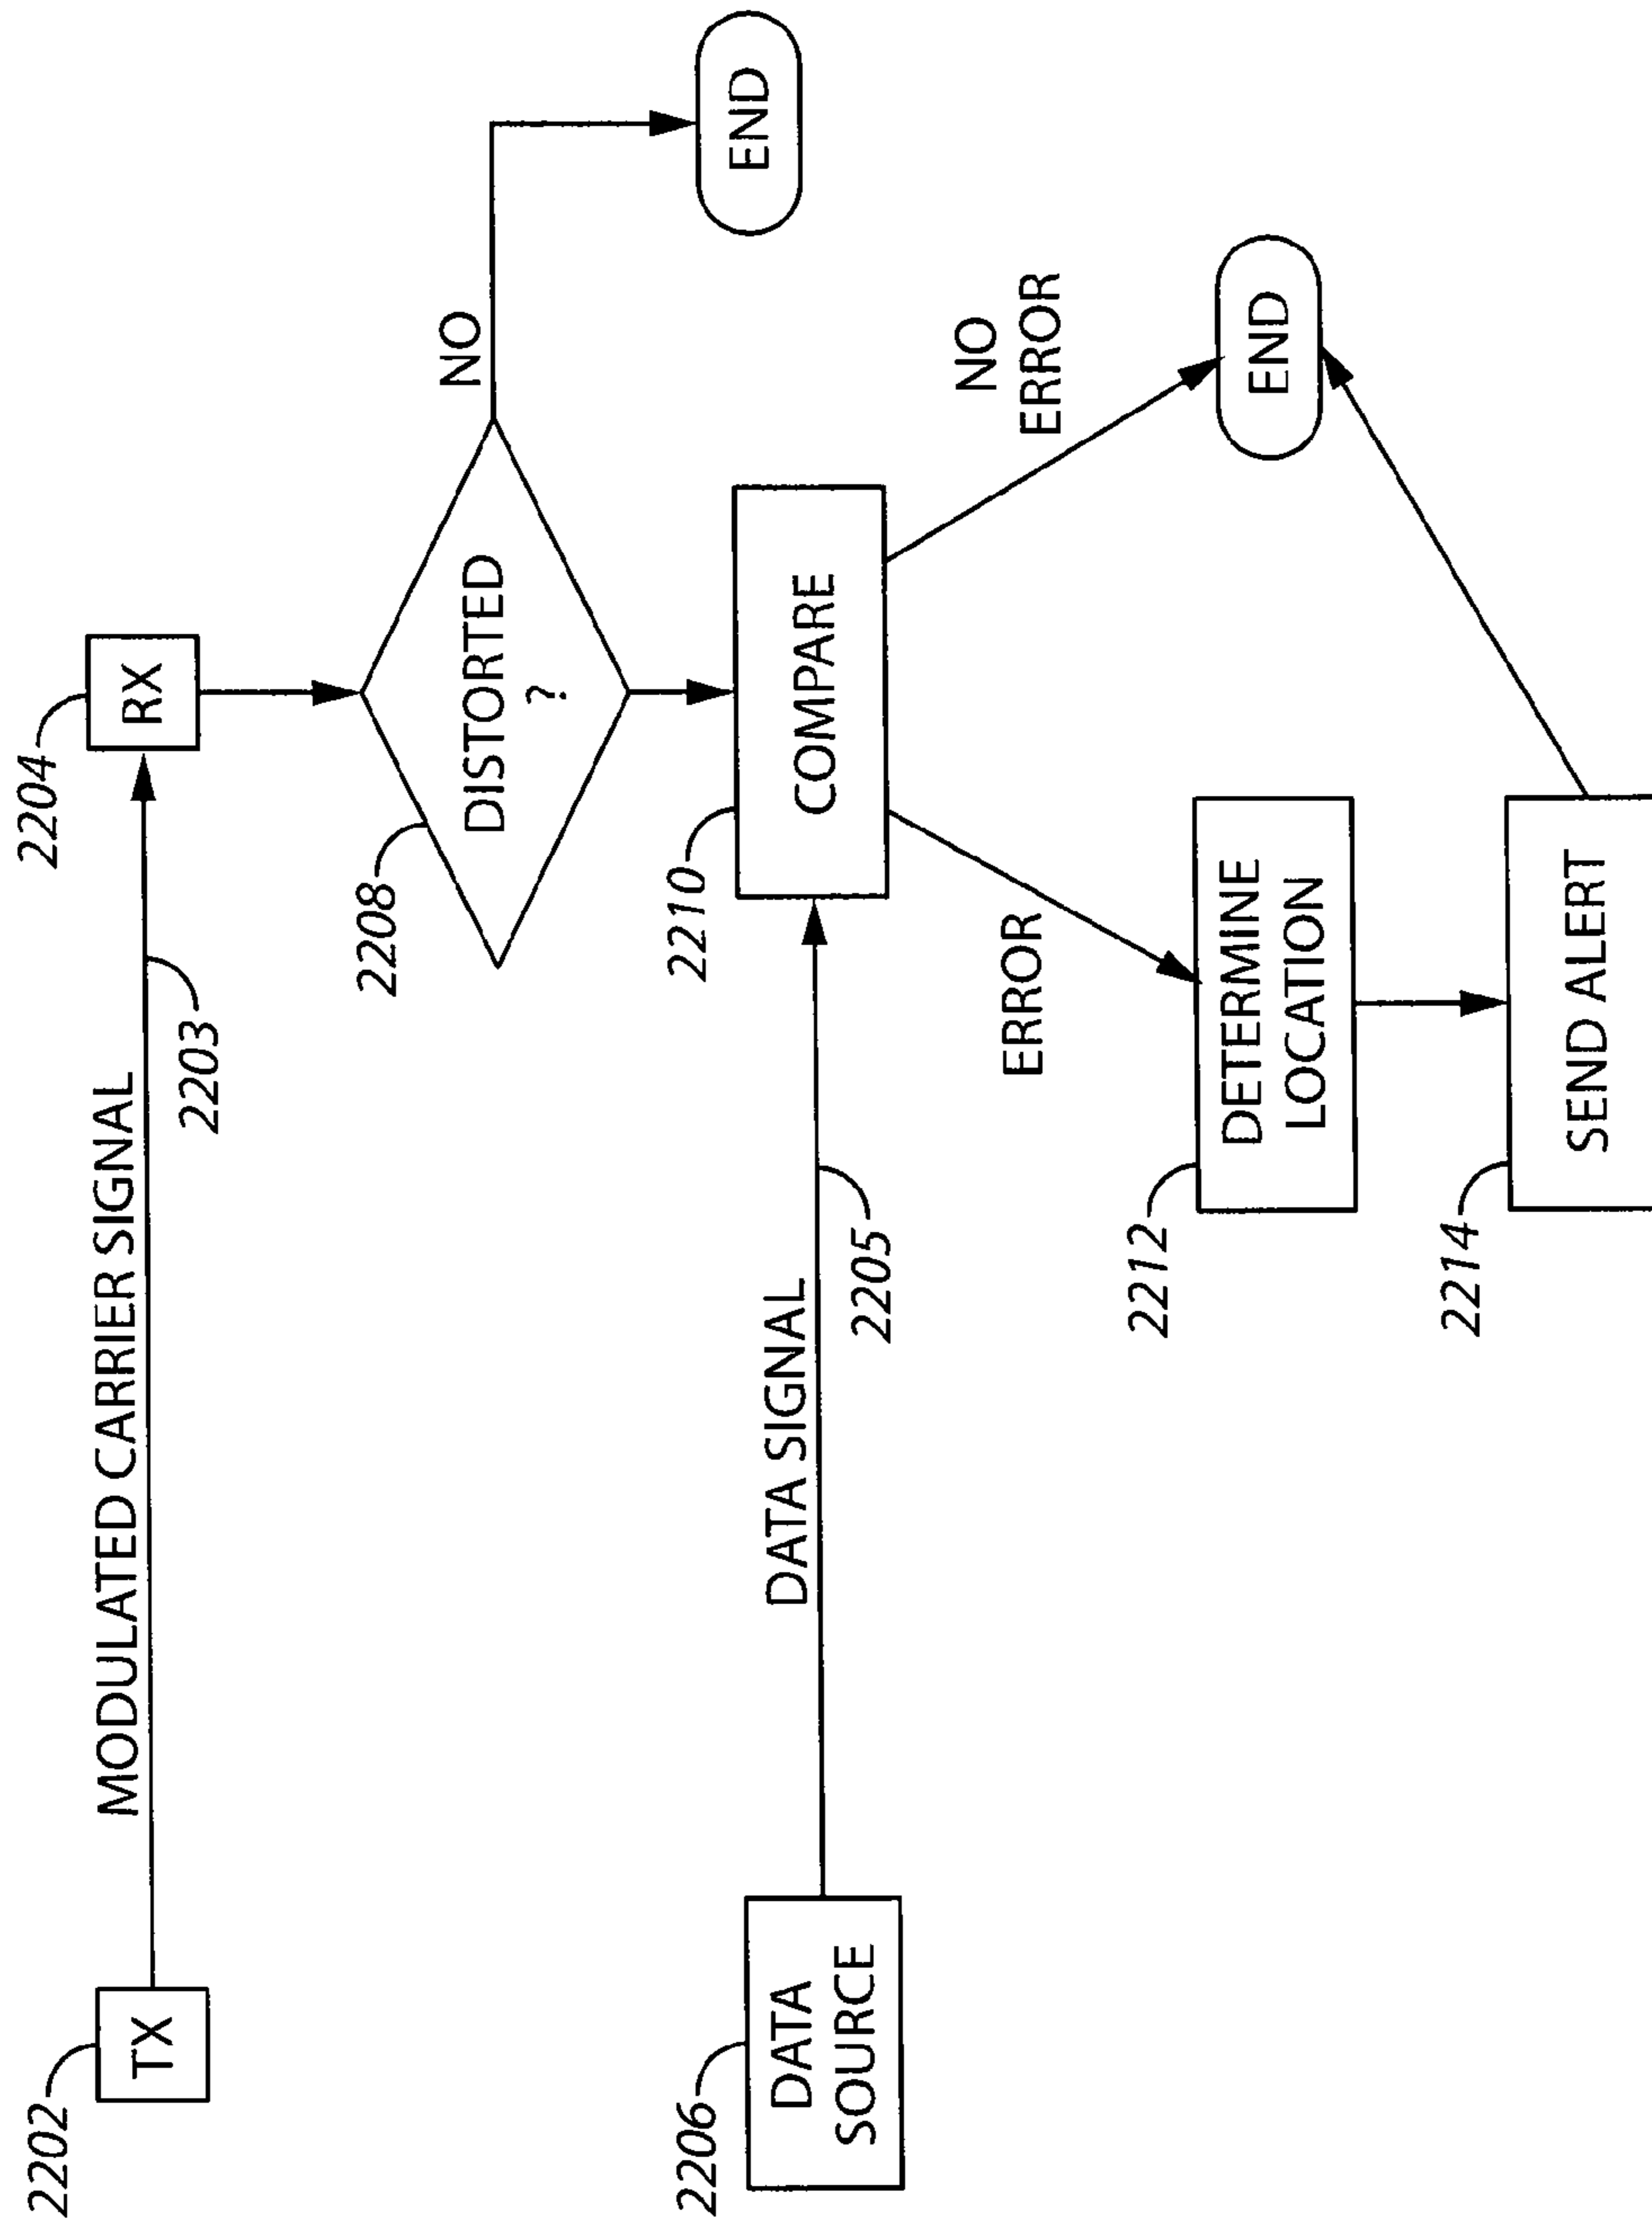 2202
TX
MODULATED CARRIER SIGNAL
2203
2204
RX
2208
DISTORTED
?
NO
END
2206
DATA
SOURCE
DATA SIGNAL
2205
2210
COMPARE
ERROR
NO
ERROR
END
2212
DETERMINE
LOCATION
2214
SEND ALERT